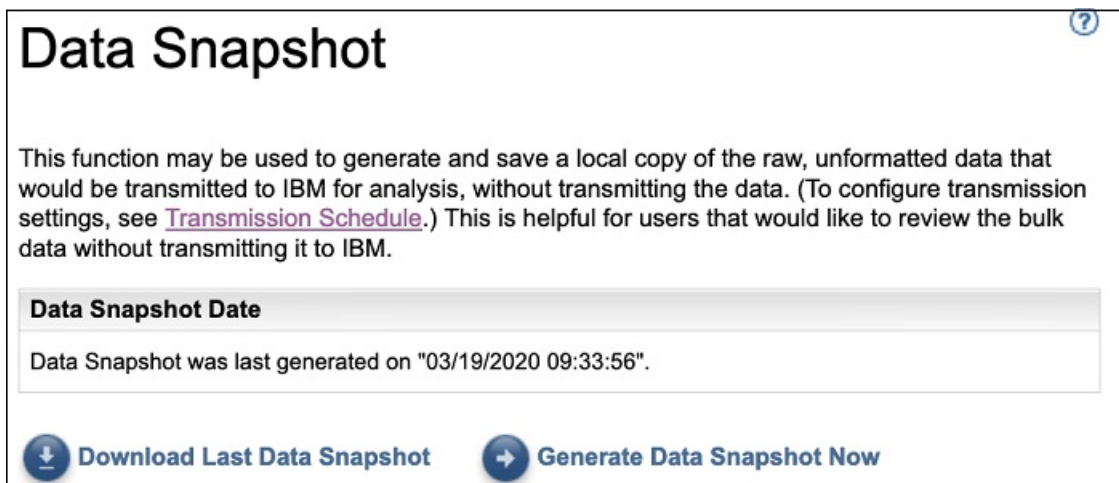 ?
Data Snapshot
This function may be used to generate and save a local copy of the raw, unformatted data that
would be transmitted to IBM for analysis, without transmitting the data. (To configure transmission
settings, see Transmission Schedule.) This is helpful for users that would like to review the bulk
data without transmitting it to IBM.
Data Snapshot Date
Data Snapshot was last generated on "03/19/2020 09:33:56".
Download Last Data Snapshot Generate Data Snapshot Now